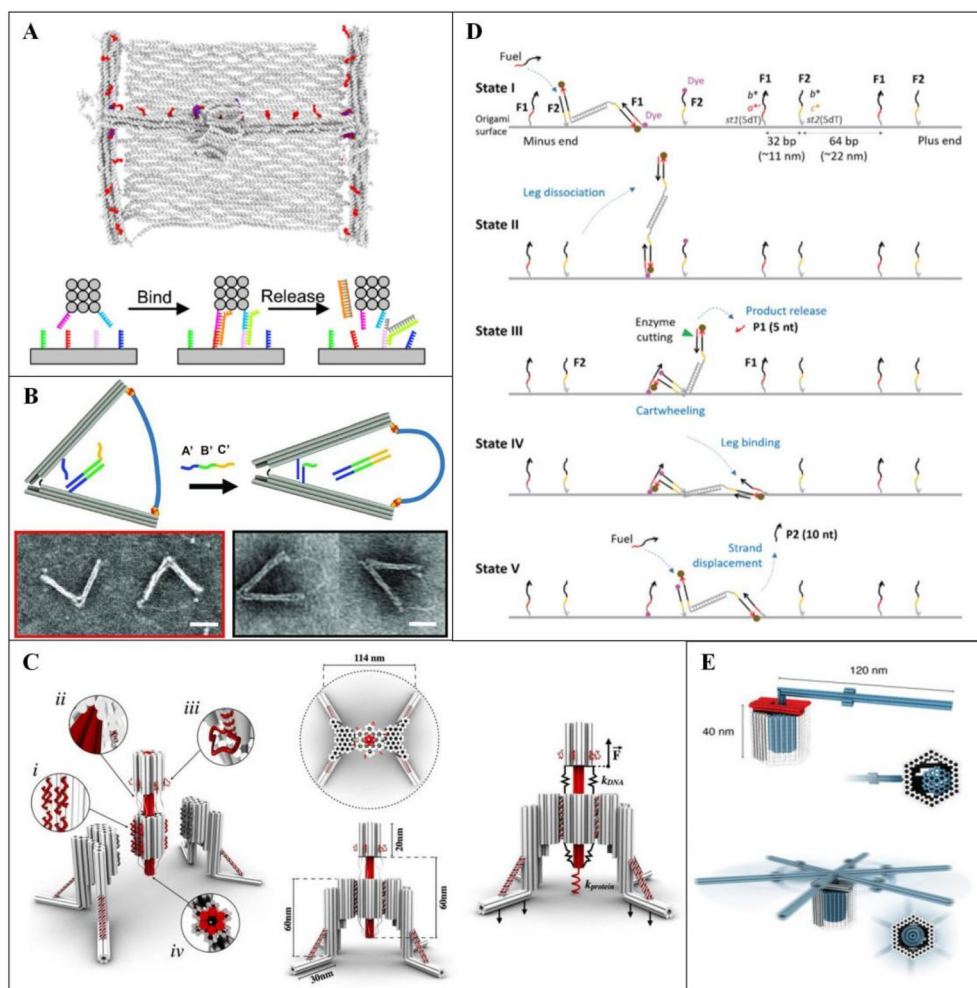 A
Bind
Release
B
A' B' C'
C
ii
iii
i
iv
114 nm
20nm
60nm
60nm
30nm
F
kDNA
kprotein
D
Fuel
State I
Dye
F1
F2
F1
Dye
F2
F1
F2
F1
F2
b*
b*
a*'
c*
Origami surface
st1(5dT)
st2(5dT)
Minus end
32 bp
(~11 nm)
64 bp
(~22 nm)
Plus end
Leg dissociation
State II
State III
Enzyme cutting
Product release
P1 (5 nt)
F2
F1
Cartwheeling
State IV
Leg binding
Fuel
State V
Strand displacement
P2 (10 nt)
E
120 nm
40 nm